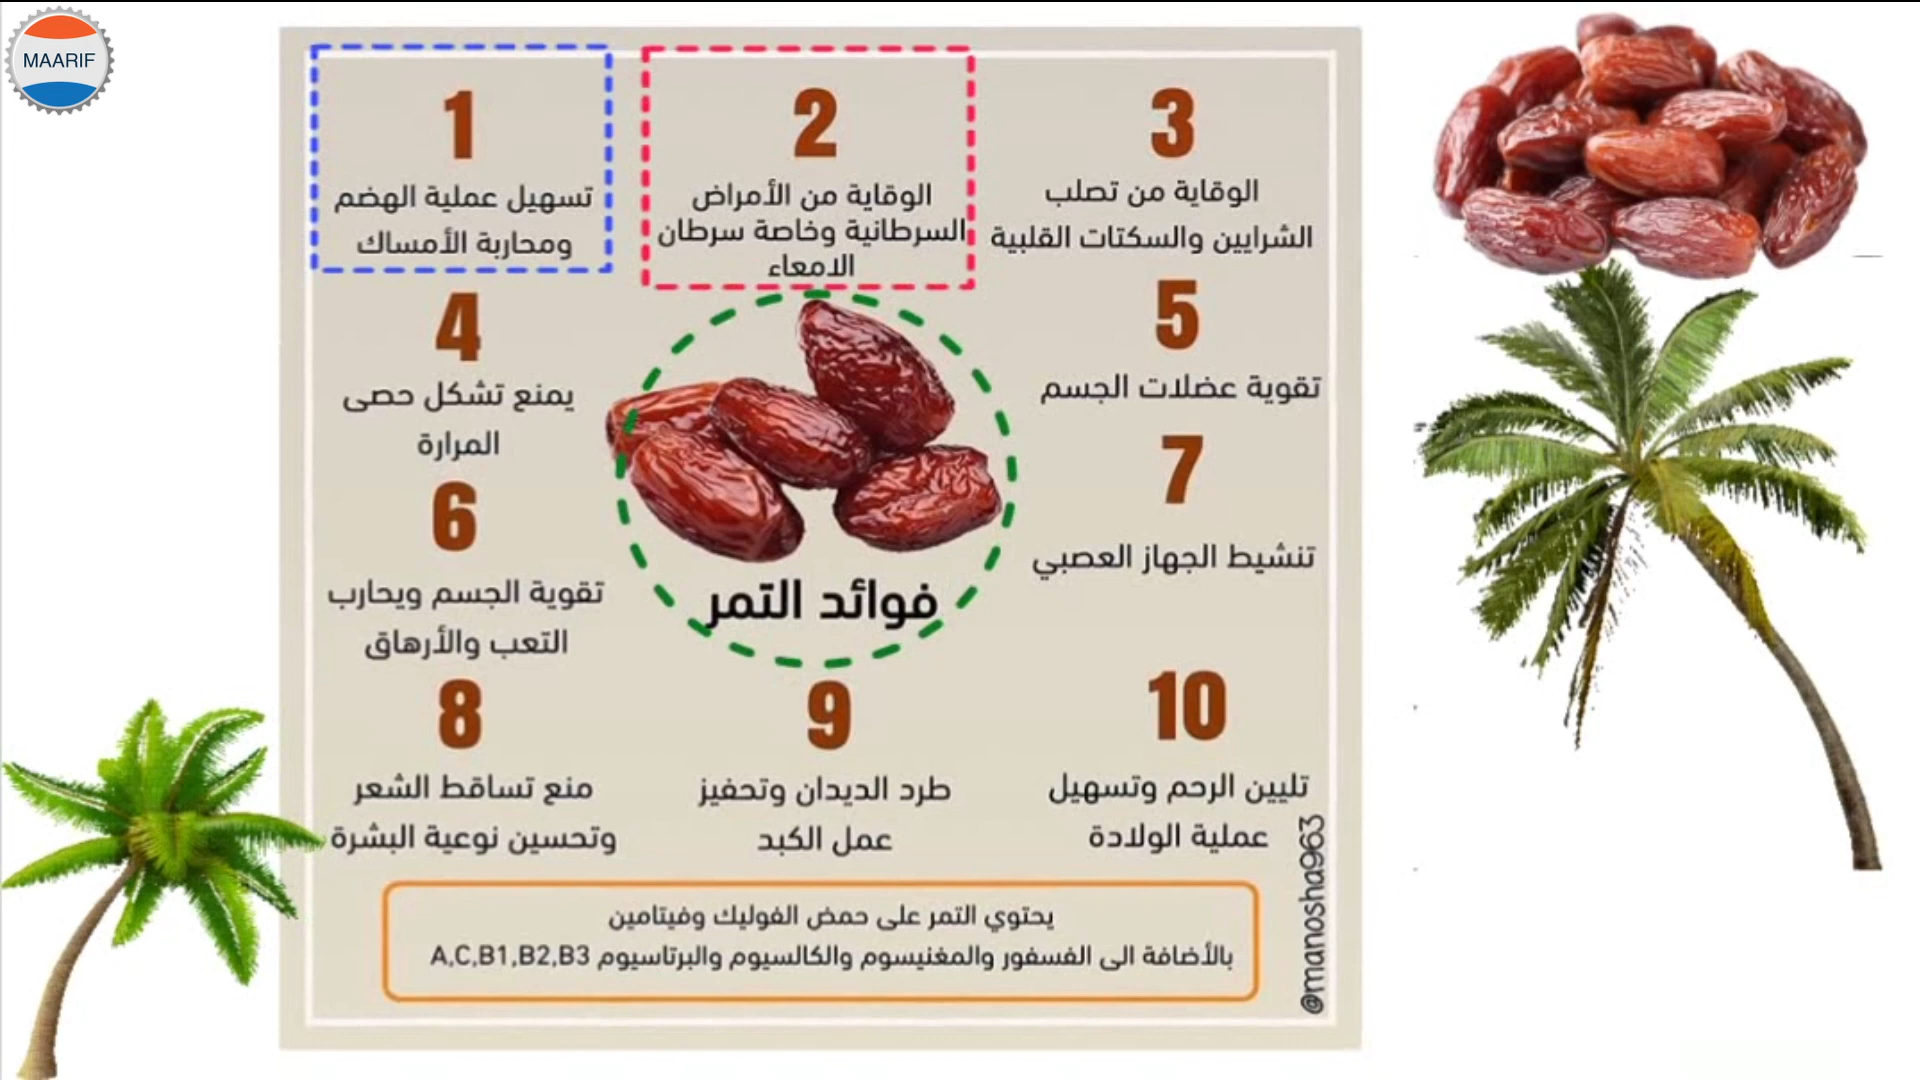 MAARIF
1
تسهيل عملية الهضم
ومحاربة الأمساك
2
الوقاية من الأمراض
السرطانية وخاصة سرطان
الامعاء
3
الوقاية من تصلب
الشرايين والسكتات القلبية
4
يمنع تشكل حصى
المرارة
5
تقوية عضلات الجسم
6
تقوية الجسم ويحارب
التعب والأرهاق
7
تنشيط الجهاز العصبي
فوائد التمر
8
منع تساقط الشعر
وتحسين نوعية البشرة
9
طرد الديدان وتحفيز
عمل الكبد
10
تليين الرحم وتسهيل
عملية الولادة
يحتوي التمر على حمض الفوليك وفيتامين
بالأضافة الى الفسفور والمغنيسوم والكالسيوم والبرتاسيوم A,C,B1,B2,B3
@manosha963